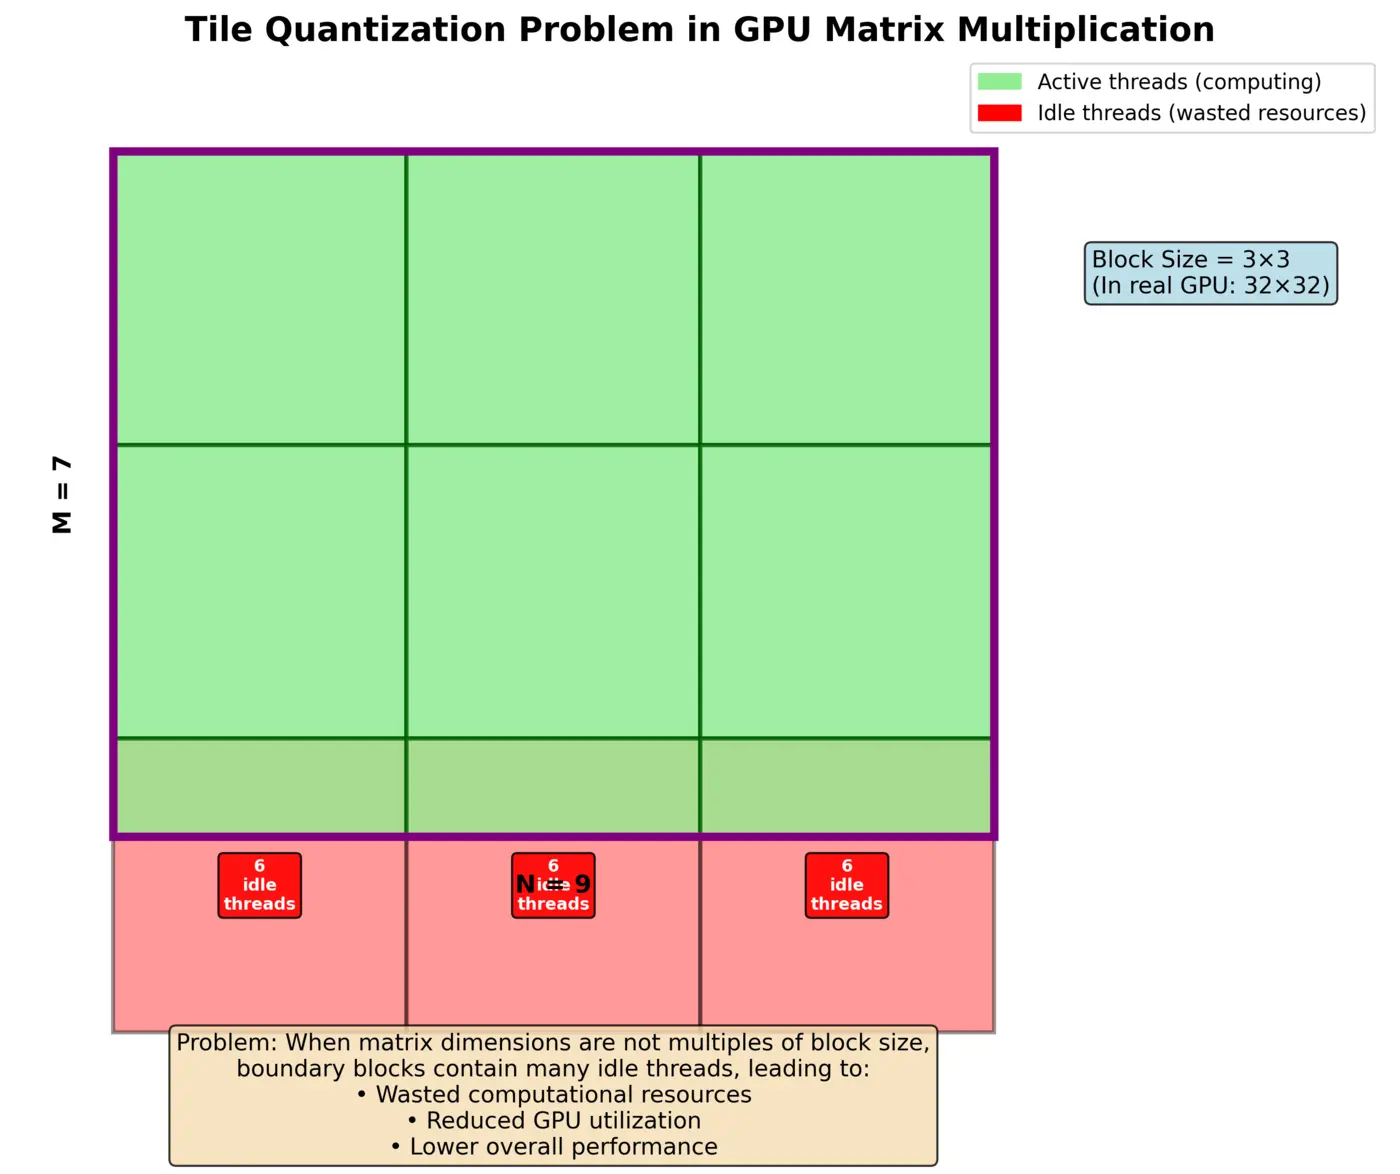 Tile Quantization Problem in GPU Matrix Multiplication
Active threads (computing)
Idle threads (wasted resources)
Block Size = 3×3
(In real GPU: 32×32)
M = 7
6
idle
threads
6
idle
threads
N = 9
6
idle
threads
Problem: When matrix dimensions are not multiples of block size,
boundary blocks contain many idle threads, leading to:
• Wasted computational resources
• Reduced GPU utilization
• Lower overall performance